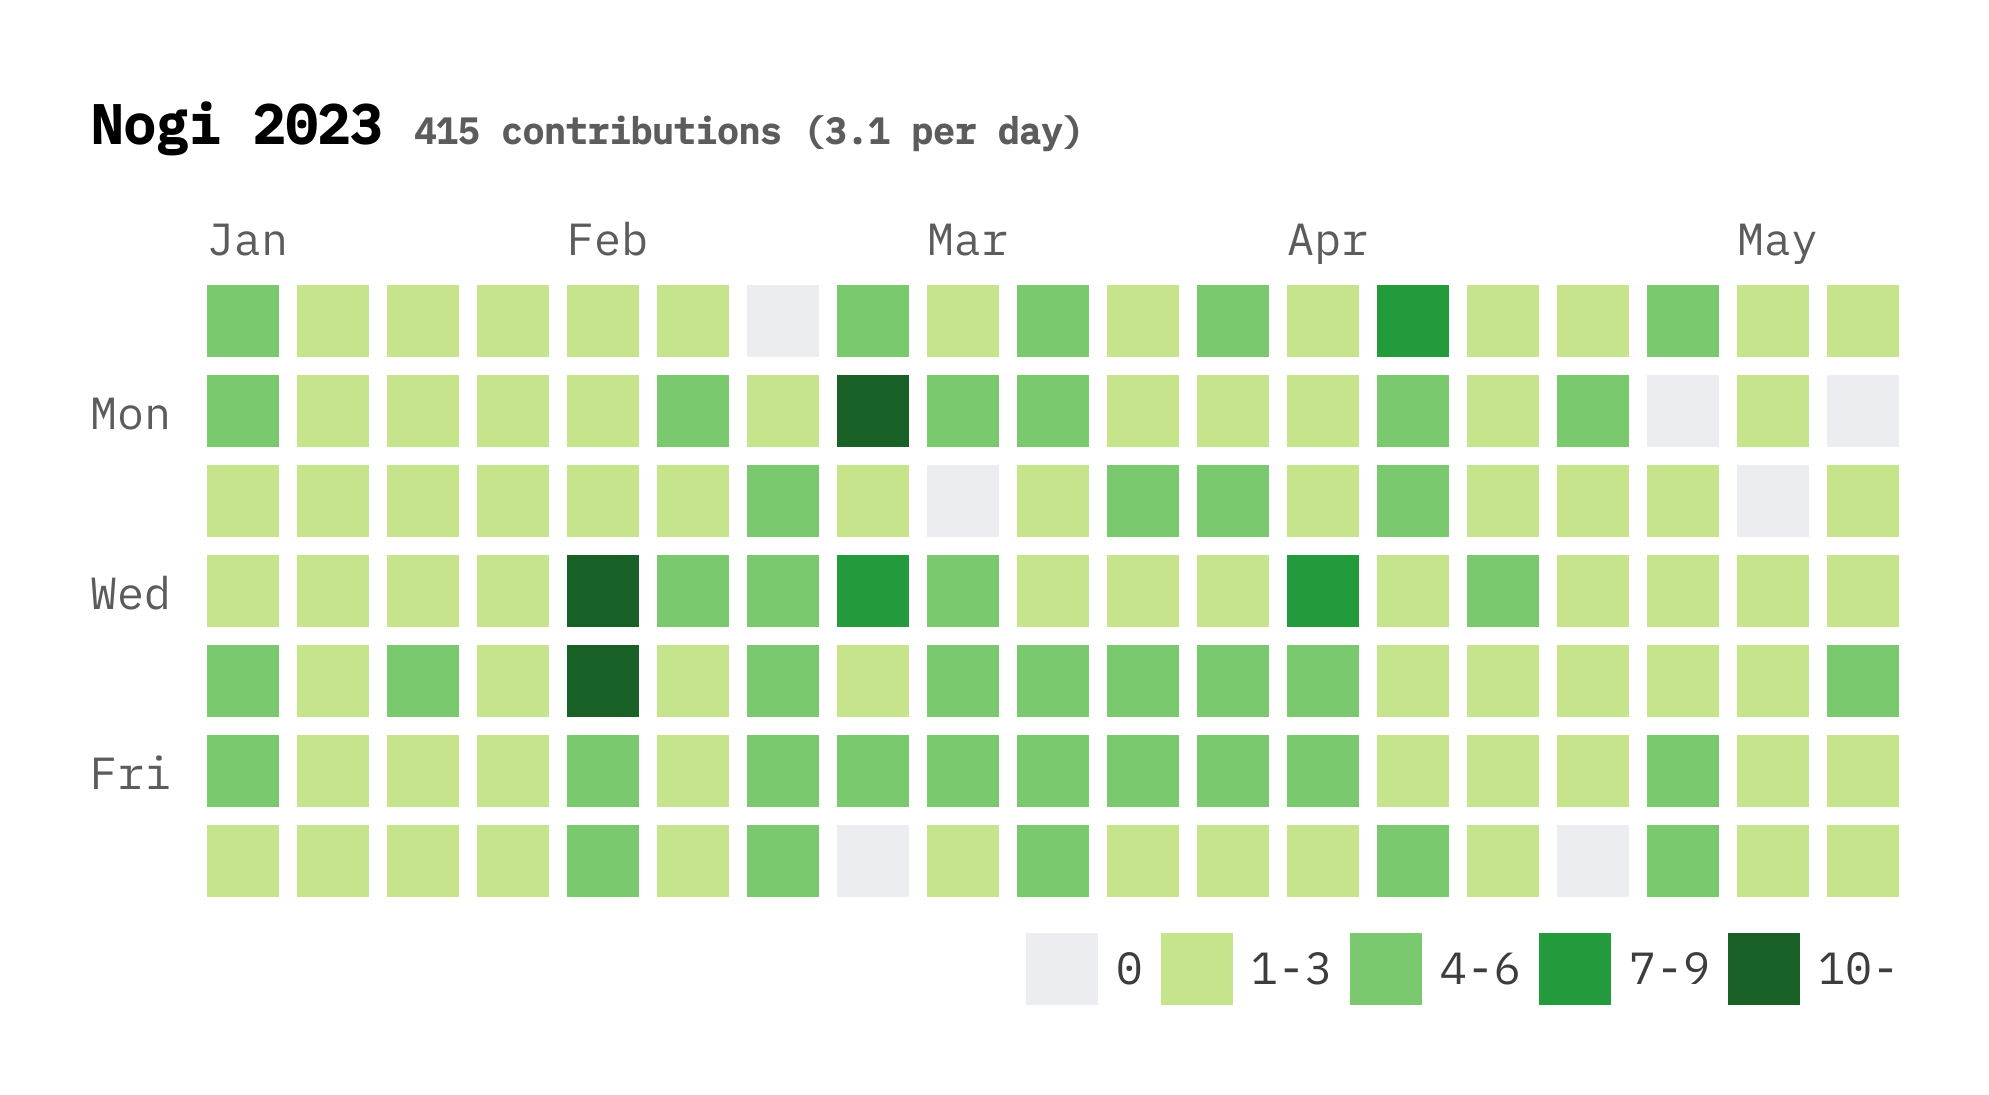 Nogi 2023 415 contributions (3.1 per day)
Jan Feb Mar Apr May
Mon
Wed
Fri
0 1-3 4-6 7-9 10-